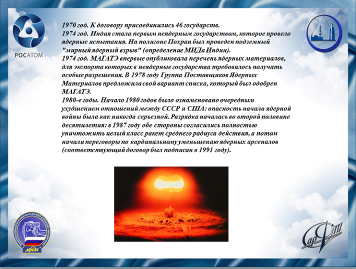 1970 год. К договору присоединились 46 государств.
1974 год. Индия стала первым неядерным государством, которое провело
ядерные испытания. На полигоне Похран был проведен подземный
"мирный ядерный взрыв" (определение МИДа Индии).
1974 год. МАГАТЭ впервые опубликовала перечень ядерных материалов,
для экспорта которых в неядерные государства требовалось получать
особые разрешения. В 1978 году Группа Поставщиков Ядерных
Материалов предложила свой вариант списка, который был одобрен
МАГАТЭ.
1980-е годы. Начало 1980 годов было ознаменовано очередным
ухудшением отношений между СССР и США: опасность начала ядерной
войны была как никогда серьезной. Разрядка началась во второй половине
десятилетия: в 1987 году обе стороны согласились полностью
уничтожить целый класс ракет среднего радиуса действия, а потом
начали переговоры по кардинальному уменьшению ядерных арсеналов
(соответствующий договор был подписан в 1991 году).
РОСАТОМ
СарФТИ